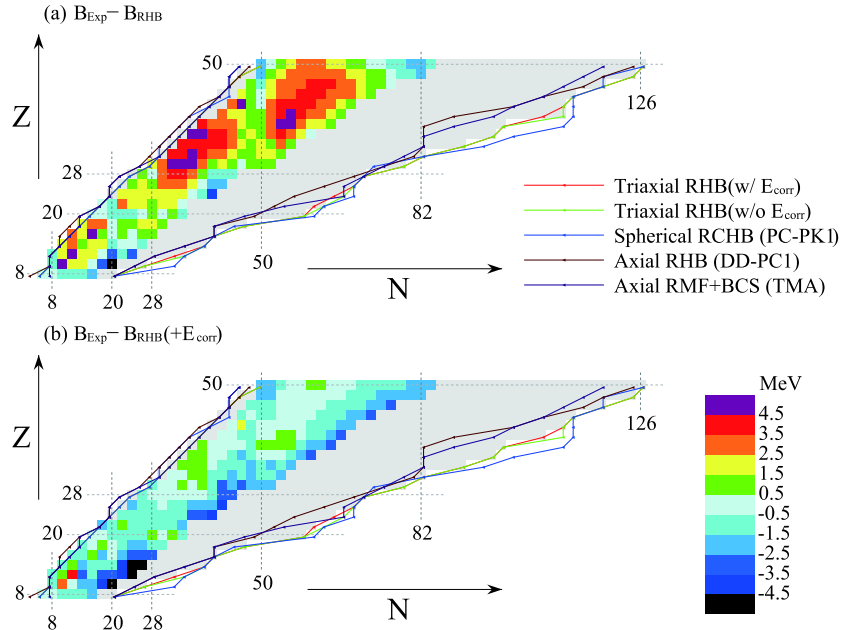 (a) B_Exp − B_RHB
50
Z
126
28
20
82
8
50
N
8 20 28
Triaxial RHB(w/ E_corr)
Triaxial RHB(w/o E_corr)
Spherical RCHB (PC-PK1)
Axial RHB (DD-PC1)
Axial RMF+BCS (TMA)
(b) B_Exp − B_RHB(+E_corr)
50
Z
126
28
20
82
8
50
N
8 20 28
MeV
4.5
3.5
2.5
1.5
0.5
-0.5
-1.5
-2.5
-3.5
-4.5